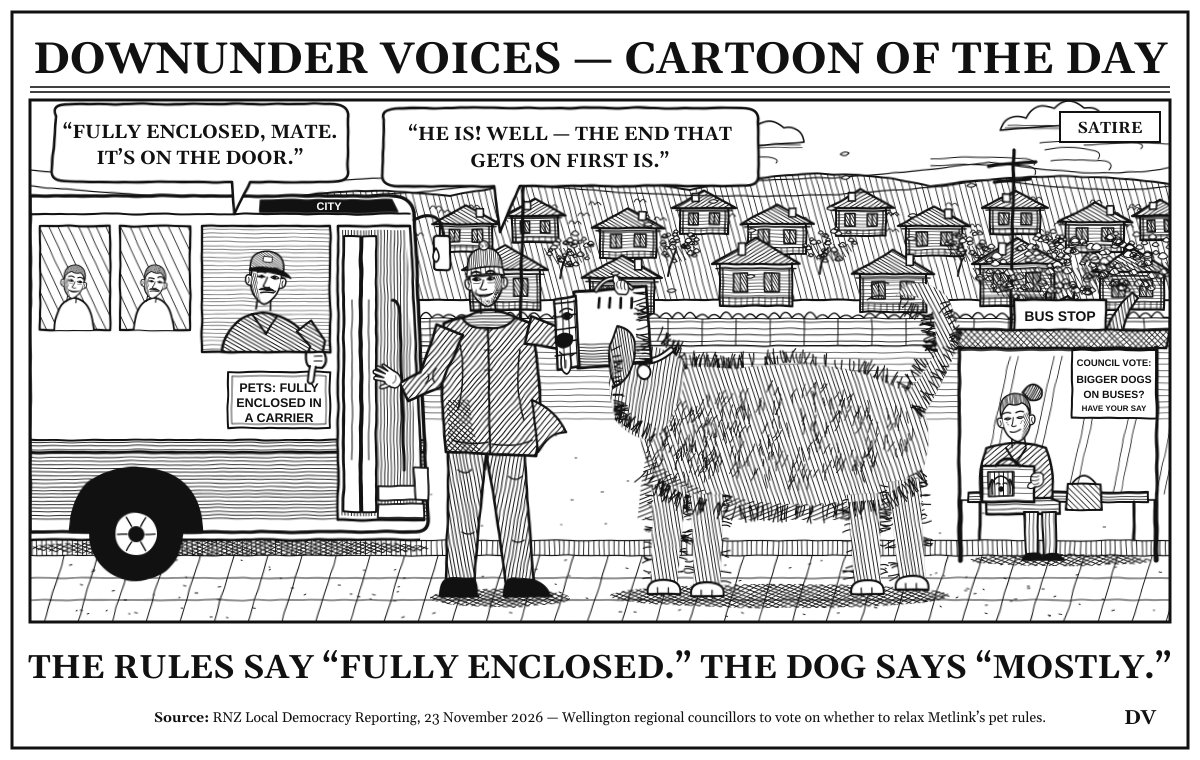 DOWNUNDER VOICES — CARTOON OF THE DAY
“FULLY ENCLOSED, MATE.
IT’S ON THE DOOR.”
“HE IS! WELL — THE END THAT
GETS ON FIRST IS.”
SATIRE
CITY
BUS STOP
PETS: FULLY
ENCLOSED IN
A CARRIER
COUNCIL VOTE:
BIGGER DOGS
ON BUSES?
HAVE YOUR SAY
THE RULES SAY “FULLY ENCLOSED.” THE DOG SAYS “MOSTLY.”
Source: RNZ Local Democracy Reporting, 23 November 2026 — Wellington regional councillors to vote on whether to relax Metlink’s pet rules.
DV